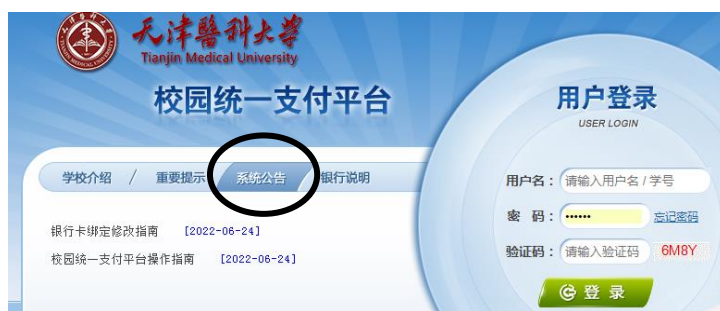 天津醫科大學
Tianjin Medical University
校园统一支付平台
学校介绍 / 重要提示 系统公告 银行说明
银行卡绑定修改指南 [2022-06-24]
校园统一支付平台操作指南 [2022-06-24]
用户登录
USER LOGIN
用户名： 请输入用户名 / 学号
密 码： •••••• 忘记密码
验证码： 请输入验证码 6M8Y
登 录